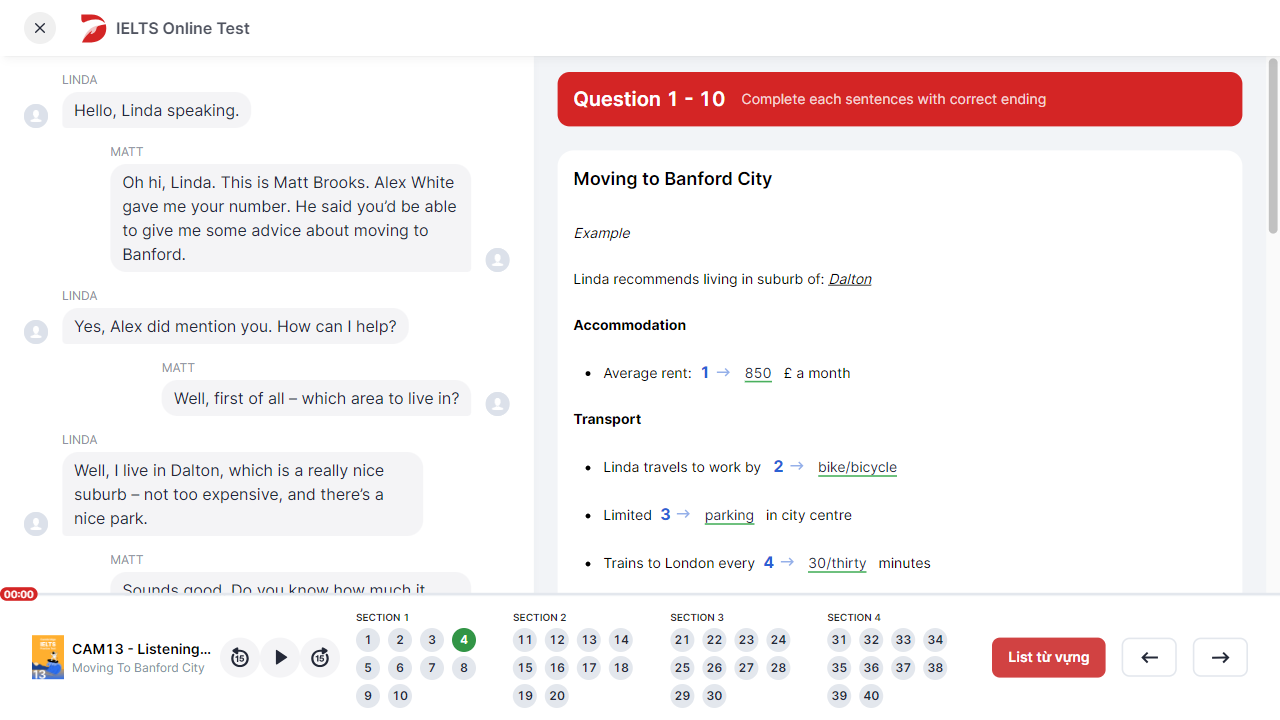 IELTS Online Test
LINDA
Hello, Linda speaking.
MATT
Oh hi, Linda. This is Matt Brooks. Alex White
gave me your number. He said you’d be able
to give me some advice about moving to
Banford.
LINDA
Yes, Alex did mention you. How can I help?
MATT
Well, first of all – which area to live in?
LINDA
Well, I live in Dalton, which is a really nice
suburb – not too expensive, and there’s a
nice park.
MATT
Sounds good. Do you know how much it
Question 1 - 10 Complete each sentences with correct ending
Moving to Banford City
Example
Linda recommends living in suburb of: Dalton
Accommodation
• Average rent: 1 → 850 £ a month
Transport
• Linda travels to work by 2 → bike/bicycle
• Limited 3 → parking in city centre
• Trains to London every 4 → 30/thirty minutes
00:00
IELTS
13
CAM13 - Listening...
Moving To Banford City
15
15
SECTION 1
1 2 3 4
5 6 7 8
9 10
SECTION 2
11 12 13 14
15 16 17 18
19 20
SECTION 3
21 22 23 24
25 26 27 28
29 30
SECTION 4
31 32 33 34
35 36 37 38
39 40
List từ vựng
← →